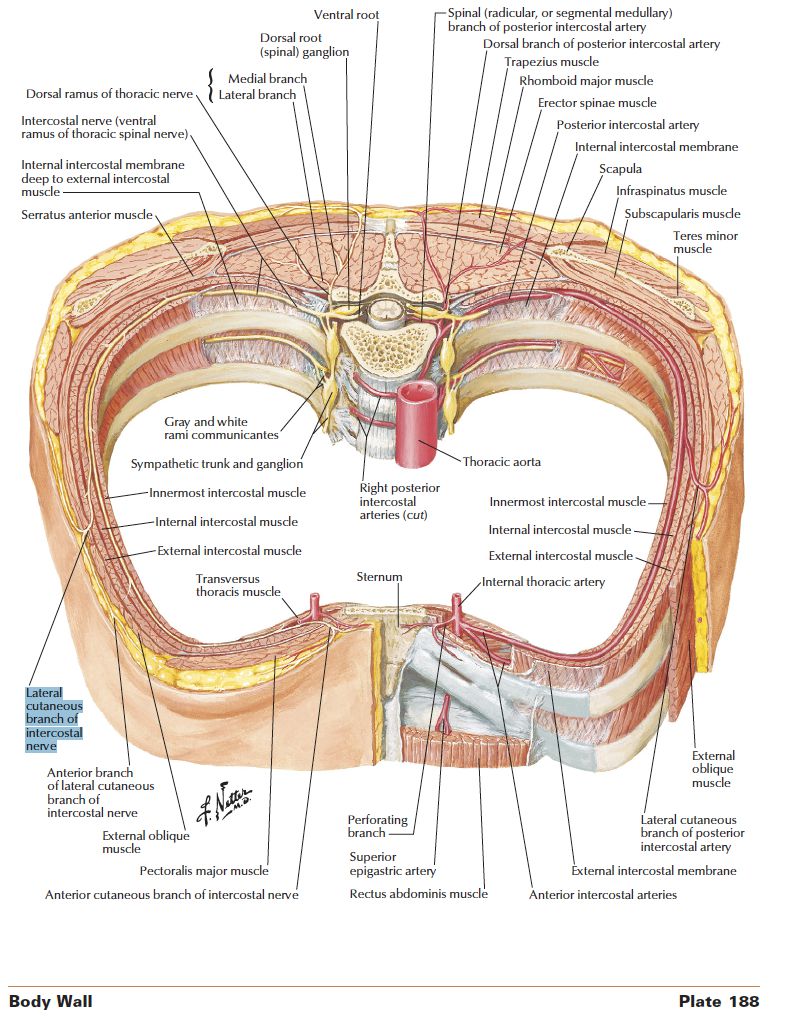 Ventral root
Spinal (radicular, or segmental medullary)
branch of posterior intercostal artery
Dorsal root
(spinal) ganglion
Dorsal branch of posterior intercostal artery
Trapezius muscle
Medial branch
Rhomboid major muscle
Dorsal ramus of thoracic nerve
Lateral branch
Erector spinae muscle
Intercostal nerve (ventral
ramus of thoracic spinal nerve)
Posterior intercostal artery
Internal intercostal membrane
Internal intercostal membrane
deep to external intercostal
muscle
Scapula
Infraspinatus muscle
Serratus anterior muscle
Subscapularis muscle
Teres minor
muscle
Gray and white
rami communicantes
Sympathetic trunk and ganglion
Thoracic aorta
Innermost intercostal muscle
Right posterior
intercostal
arteries (cut)
Innermost intercostal muscle
Internal intercostal muscle
Internal intercostal muscle
External intercostal muscle
External intercostal muscle
Transversus
thoracis muscle
Sternum
Internal thoracic artery
Lateral
cutaneous
branch of
intercostal
nerve
Anterior branch
of lateral cutaneous
branch of
intercostal nerve
External
oblique
muscle
F. Netter
M.D.
External oblique
muscle
Perforating
branch
Lateral cutaneous
branch of posterior
intercostal artery
Superior
epigastric artery
Pectoralis major muscle
External intercostal membrane
Anterior cutaneous branch of intercostal nerve
Rectus abdominis muscle
Anterior intercostal arteries
Body Wall
Plate 188